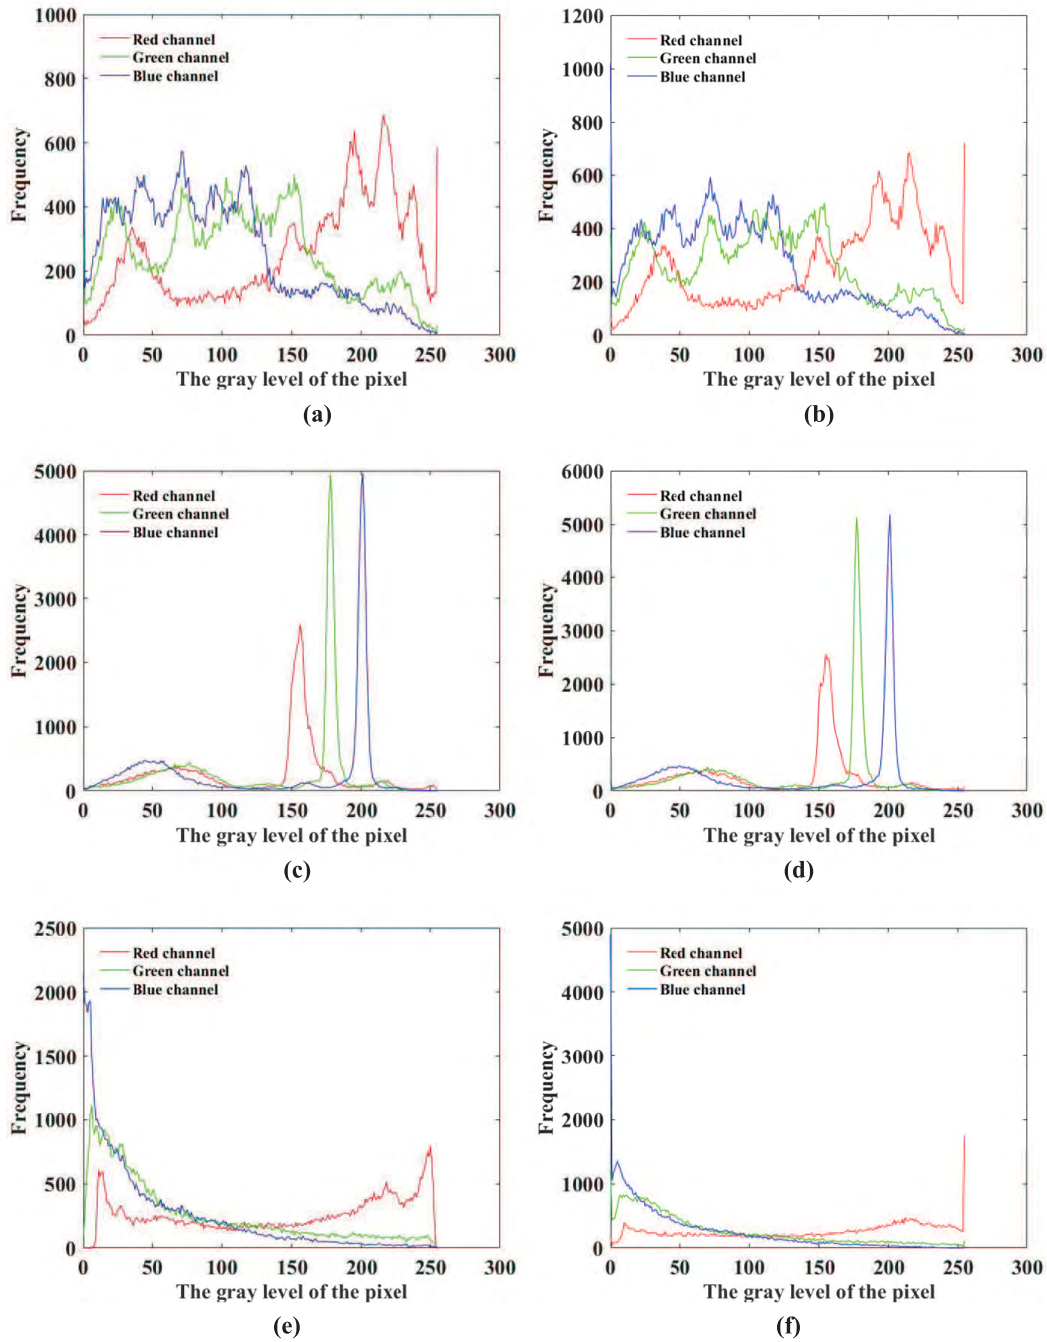 1000
800
600
400
200
0
Frequency
Red channel
Green channel
Blue channel
0 50 100 150 200 250 300
The gray level of the pixel
(a)
1200
1000
800
600
400
200
0
Frequency
Red channel
Green channel
Blue channel
0 50 100 150 200 250 300
The gray level of the pixel
(b)
5000
4000
3000
2000
1000
0
Frequency
Red channel
Green channel
Blue channel
0 50 100 150 200 250 300
The gray level of the pixel
(c)
6000
5000
4000
3000
2000
1000
0
Frequency
Red channel
Green channel
Blue channel
0 50 100 150 200 250 300
The gray level of the pixel
(d)
2500
2000
1500
1000
500
0
Frequency
Red channel
Green channel
Blue channel
0 50 100 150 200 250 300
The gray level of the pixel
(e)
5000
4000
3000
2000
1000
0
Frequency
Red channel
Green channel
Blue channel
0 50 100 150 200 250 300
The gray level of the pixel
(f)